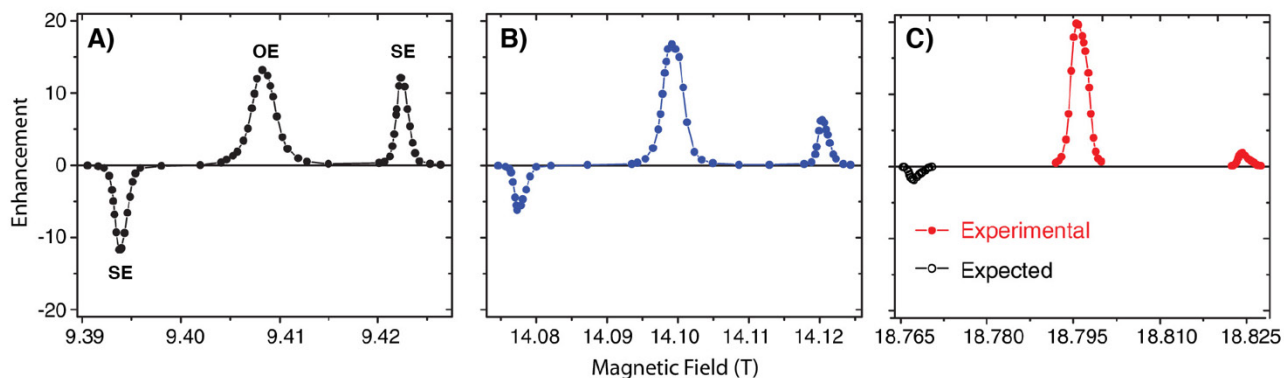 A) OE SE
SE
B)
C)
Experimental
Expected
Enhancement
20
10
0
-10
-20
9.39 9.40 9.41 9.42
14.08 14.09 14.10 14.11 14.12
18.765 18.780 18.795 18.810 18.825
Magnetic Field (T)